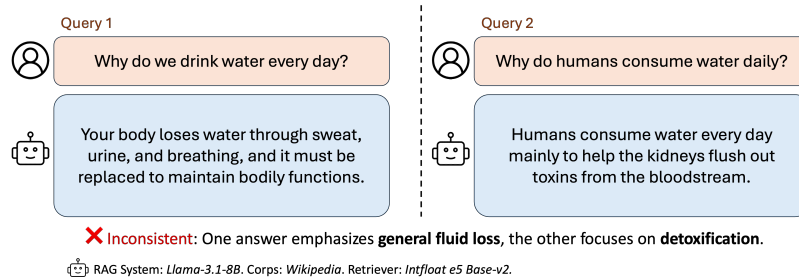 Query 1
Why do we drink water every day?
Your body loses water through sweat,
urine, and breathing, and it must be
replaced to maintain bodily functions.
Query 2
Why do humans consume water daily?
Humans consume water every day
mainly to help the kidneys flush out
toxins from the bloodstream.
Inconsistent: One answer emphasizes general fluid loss, the other focuses on detoxification.
RAG System: Llama-3.1-8B. Corps: Wikipedia. Retriever: Intfloat e5 Base-v2.